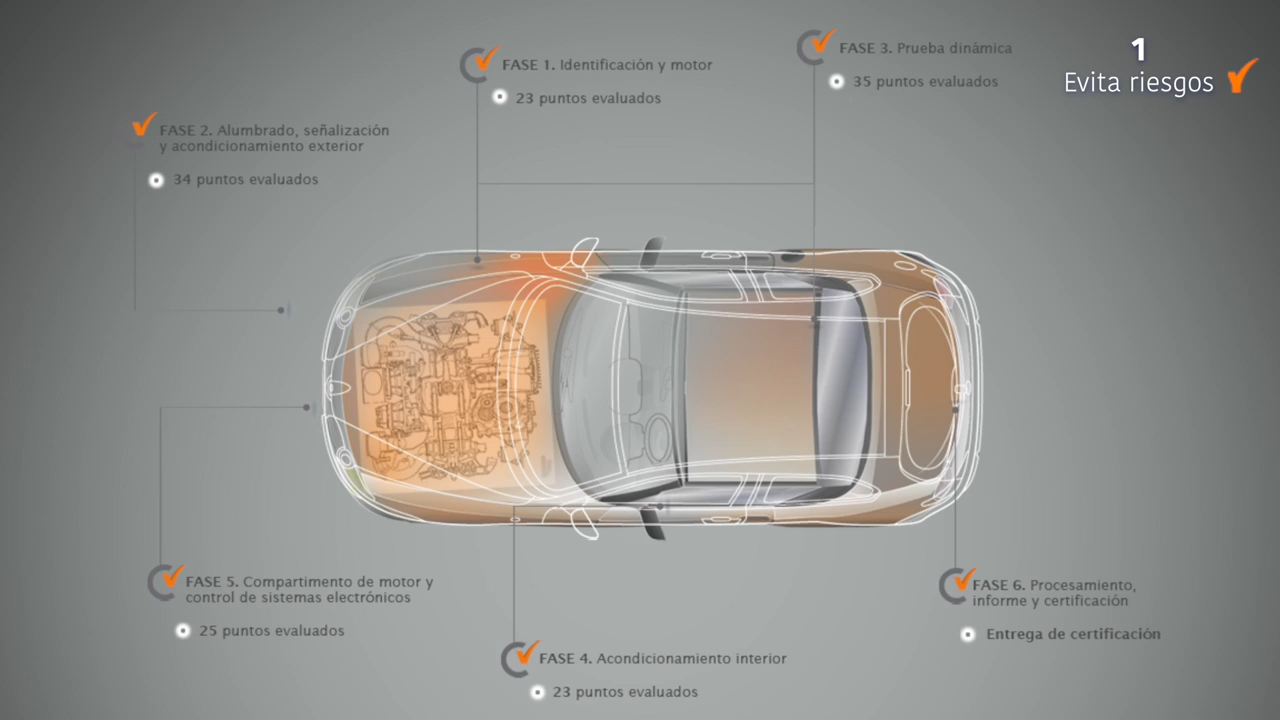 FASE 1. Identificación y motor
23 puntos evaluados
FASE 3. Prueba dinámica
35 puntos evaluados
1
Evita riesgos
FASE 2. Alumbrado, señalización
y acondicionamiento exterior
34 puntos evaluados
FASE 5. Compartimento de motor y
control de sistemas electrónicos
25 puntos evaluados
FASE 4. Acondicionamiento interior
23 puntos evaluados
FASE 6. Procesamiento,
informe y certificación
Entrega de certificación